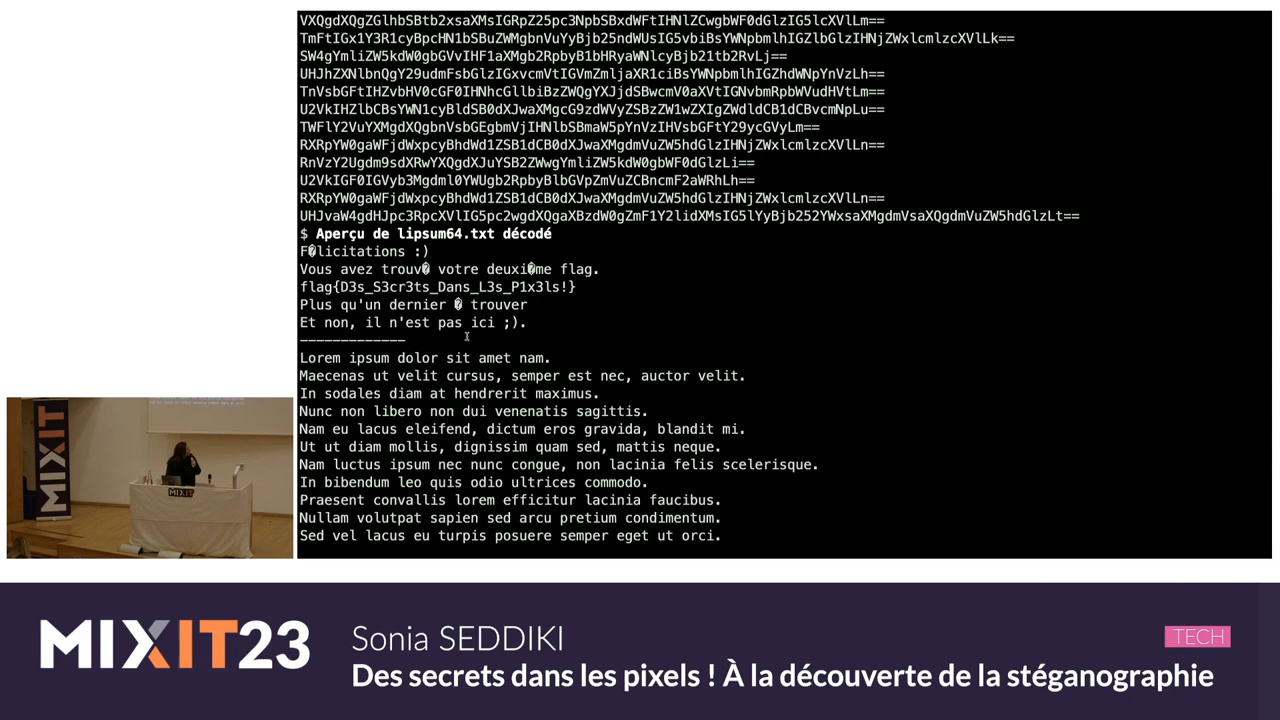 VXQgdXQgZGlhbSBtb2xsaXMsIGRpZ25pc3NpbSBxdWFtIHNlZCwgbWF0dGlzIG5lcXVlLm==
TmFtIGx1Y3R1cyBpcHN1bSBuZWMgbnVuYyBjb25ndWUsIG5vbiBsYWNpbmlhIGZlbGlzIHNjZWxlcmlzcXVlLk==
SW4gYmliZW5kdW0gbGVvIHF1aXMgb2RpbyB1bHRyaWNlcyBjb21tb2RvLj==
UHJhZXNlbnQgY29udmFsbGlzIGxvcmVtIGVmZmljaXR1ciBsYWNpbmlhIGZhdWNpYnVzLh==
TnVsbGFtIHZvbHV0cGF0IHNhcGllbiBzZWQgYXJjdSBwcmV0aXVtIGNvbmRpbWVudHVtLm==
U2VkIHZlbCBsYWN1cyBldSB0dXJwaXMgcG9zdWVyZSBzZW1wZXIgZWdldCB1dCBvcmNpLu==
TWFlY2VuYXMgdXQgbnVsbGEgbmVjIHNlbSBmaW5pYnVzIHVsbGFtY29ycGVyLm==
RXRpYW0gaWFjdWxpcyBhdWd1ZSB1dCB0dXJwaXMgdmVuZW5hdGlzIHNjZWxlcmlzcXVlLn==
RnVzY2Ugdm9sdXRwYXQgdXJuYSB2ZWwgYmliZW5kdW0gbWF0dGlzLi==
U2VkIGF0IGVyb3Mgdml0YWUgb2RpbyBlbGVpZmVuZCBncmF2aWRhLh==
RXRpYW0gaWFjdWxpcyBhdWd1ZSB1dCB0dXJwaXMgdmVuZW5hdGlzIHNjZWxlcmlzcXVlLn==
UHJvaW4gdHJpc3RpcXVlIG5pc2wgdXQgaXBzdW0gZmF1Y2lidXMsIG5lYyBjb252YWxsaXMgdmVsaXQgdmVuZW5hdGlzLt==
$ Aperçu de lipsum64.txt décodé
F�licitations :)
Vous avez trouv� votre deuxi�me flag.
flag{D3s_S3cr3ts_Dans_L3s_P1x3ls!}
Plus qu'un dernier � trouver
Et non, il n'est pas ici ;).
-------------
Lorem ipsum dolor sit amet nam.
Maecenas ut velit cursus, semper est nec, auctor velit.
In sodales diam at hendrerit maximus.
Nunc non libero non dui venenatis sagittis.
Nam eu lacus eleifend, dictum eros gravida, blandit mi.
Ut ut diam mollis, dignissim quam sed, mattis neque.
Nam luctus ipsum nec nunc congue, non lacinia felis scelerisque.
In bibendum leo quis odio ultrices commodo.
Praesent convallis lorem efficitur lacinia faucibus.
Nullam volutpat sapien sed arcu pretium condimentum.
Sed vel lacus eu turpis posuere semper eget ut orci.
MIXIT
MIXIT
MIXIT23
Sonia SEDDIKI
TECH
Des secrets dans les pixels ! À la découverte de la stéganographie